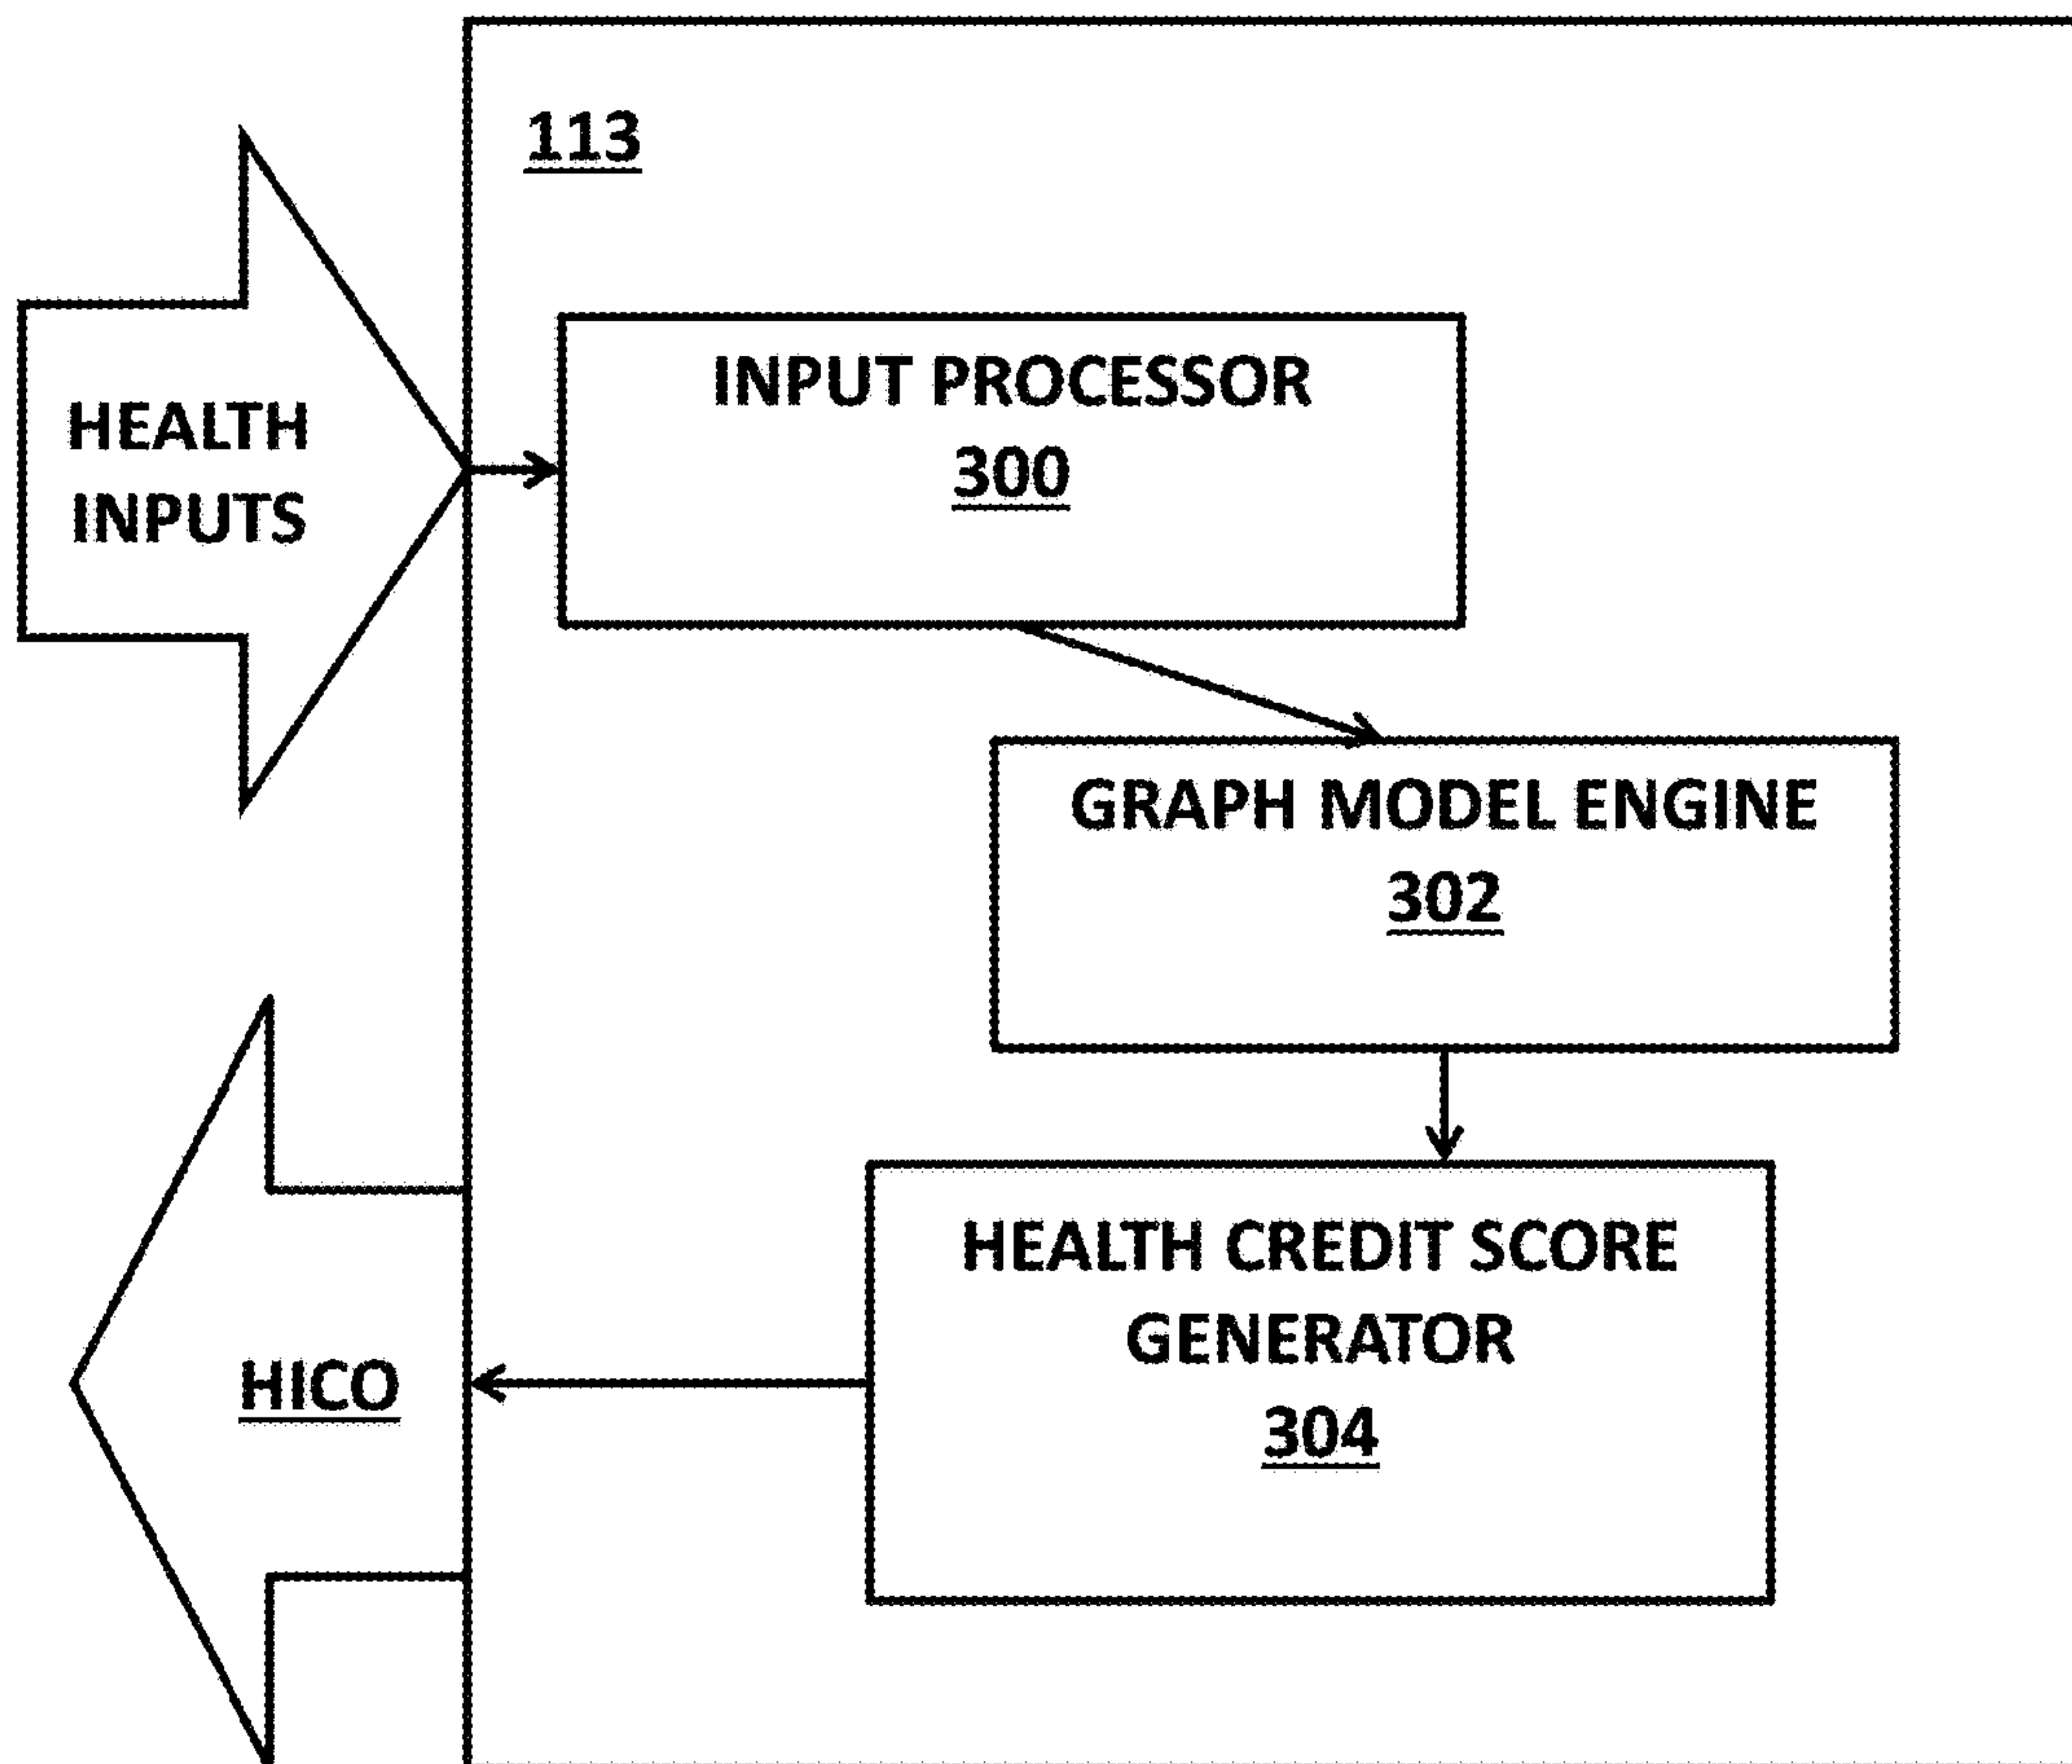 113
HEALTH
INPUTS
INPUT PROCESSOR
300
GRAPH MODEL ENGINE
302
HEALTH CREDIT SCORE
GENERATOR
304
HICO